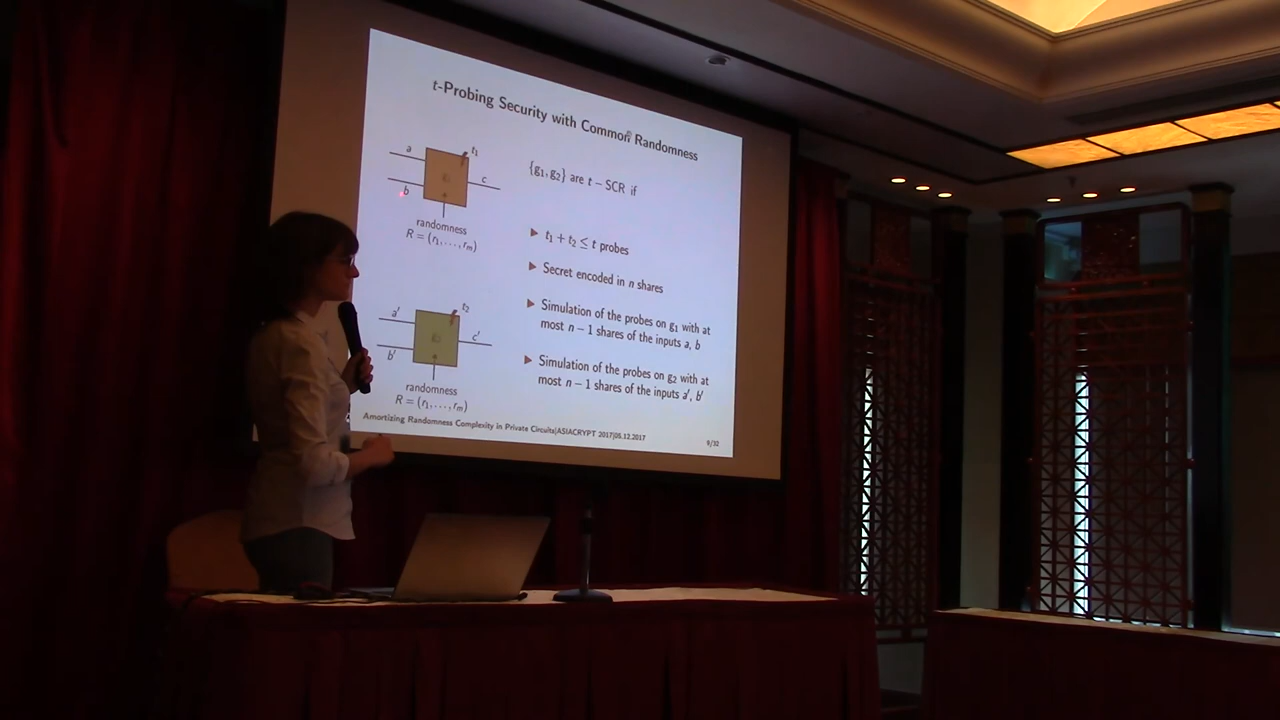 t-Probing Security with Common Randomness
a
t₁
b
c
randomness
R = (r₁, . . . , rₘ)
{g₁, g₂} are t − SCR if
▶ t₁ + t₂ ≤ t probes
▶ Secret encoded in n shares
▶ Simulation of the probes on g₁ with at
most n − 1 shares of the inputs a, b
▶ Simulation of the probes on g₂ with at
most n − 1 shares of the inputs a′, b′
a′
t₂
g₂
b′
c′
randomness
R = (r₁, . . . , rₘ)
Amortizing Randomness Complexity in Private Circuits|ASIACRYPT 2017|05.12.2017
9/32